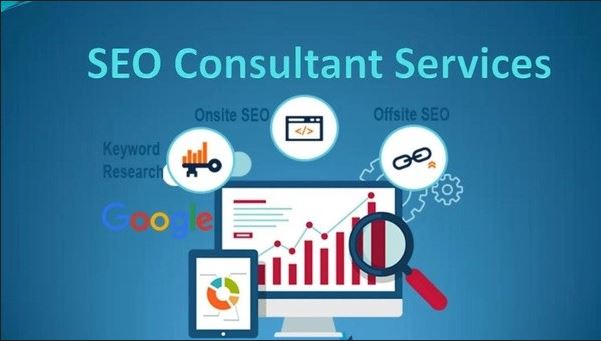 SEO Consultant Services
Onsite SEO
Offsite SEO
Keyword
Research
Google
</>